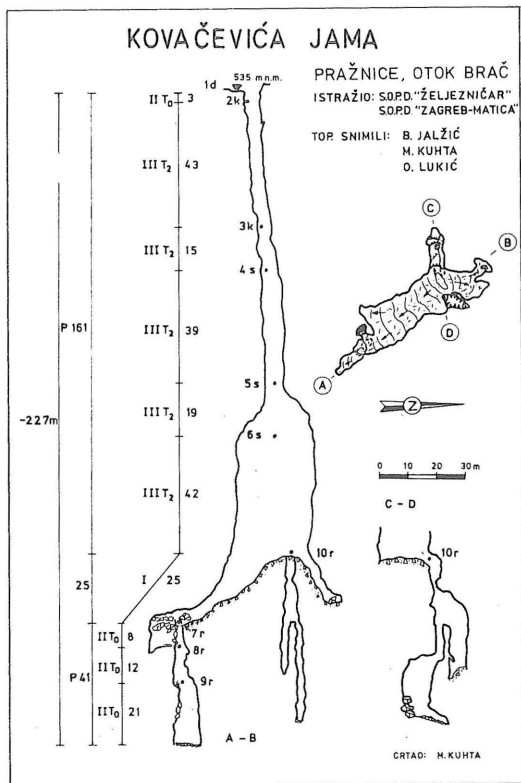 KOVAČEVIĆA JAMA
PRAŽNICE, OTOK BRAČ
ISTRAŽIO: S.O.P.D. "ŽELJEZNIČAR"
S.O.P.D. "ZAGREB-MATICA"
TOP. SNIMILI: B. JALŽIĆ
M. KUHTA
O. LUKIĆ
535 m n.m.
1d
II T₀ 3 2k
III T₂ 43
3k
III T₂ 15
4s
P 161
III T₂ 39
5s
-227m
III T₂ 19
6s
III T₂ 42
10r
25
I 25
7r
II T₀ 8
8r
P 41
II T₀ 12
9r
II T₀ 21
A - B
C
B
D
A
Z
0 10 20 30 m
C - D
10r
CRTAO: M. KUHTA